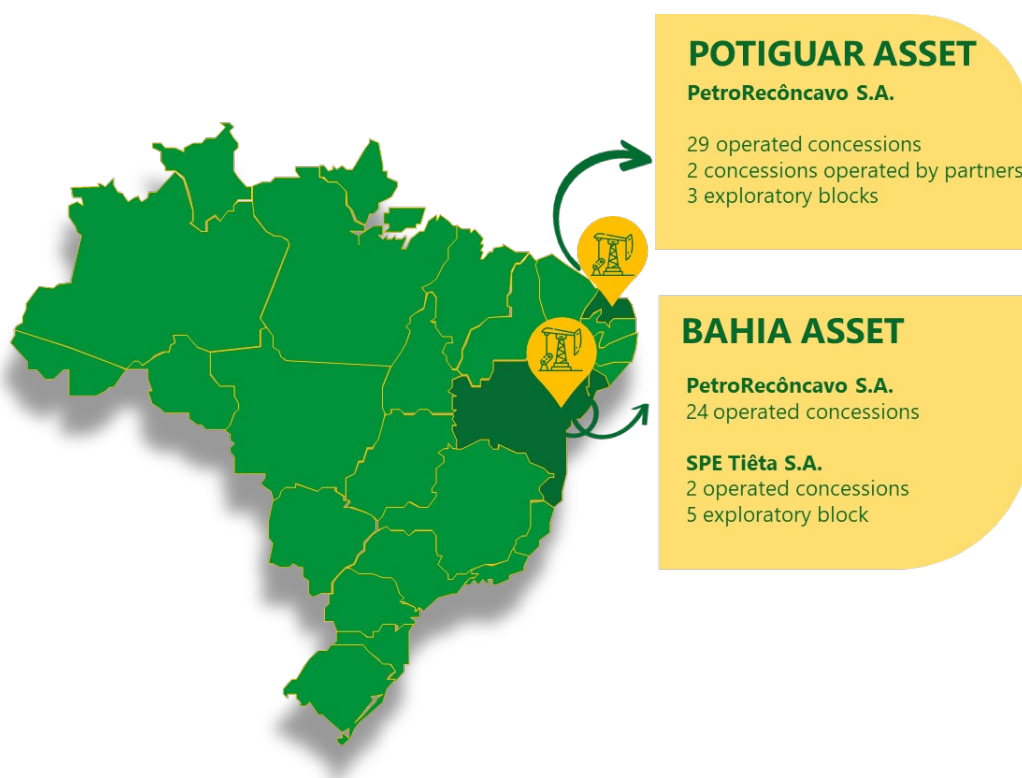 POTIGUAR ASSET
PetroRecôncavo S.A.
29 operated concessions
2 concessions operated by partners
3 exploratory blocks
BAHIA ASSET
PetroRecôncavo S.A.
24 operated concessions
SPE Tiêta S.A.
2 operated concessions
5 exploratory block